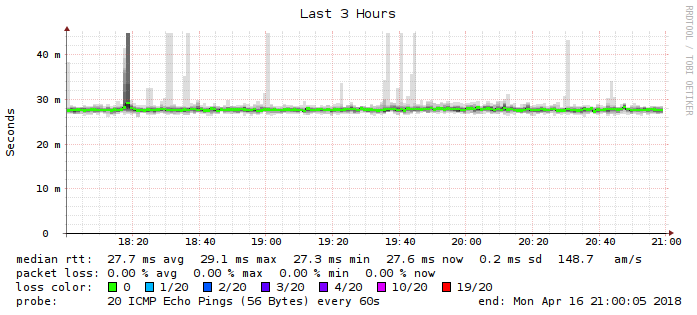 Last 3 Hours
RRDTOOL / TOBI OETIKER
Seconds
40 m
30 m
20 m
10 m
0
18:20 18:40 19:00 19:20 19:40 20:00 20:20 20:40 21:00
median rtt: 27.7 ms avg 29.1 ms max 27.3 ms min 27.6 ms now 0.2 ms sd 148.7 am/s
packet loss: 0.00 % avg 0.00 % max 0.00 % min 0.00 % now
loss color: 0 1/20 2/20 3/20 4/20 10/20 19/20
probe: 20 ICMP Echo Pings (56 Bytes) every 60s end: Mon Apr 16 21:00:05 2018